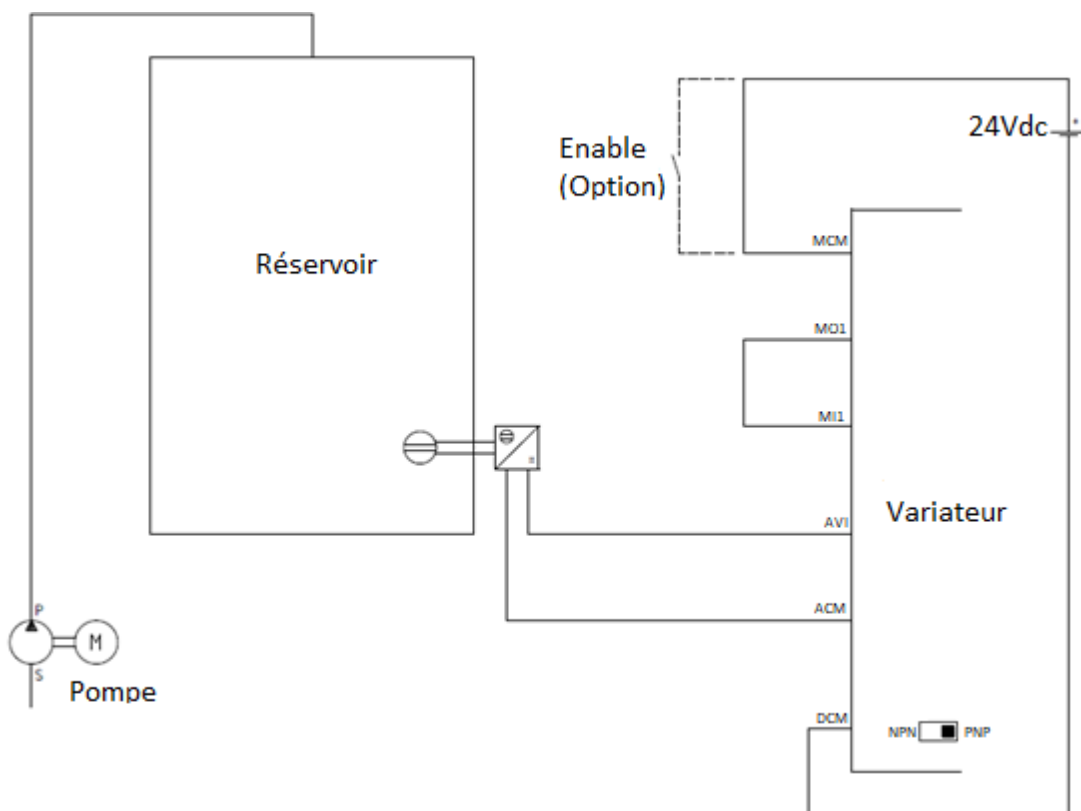 24Vdc
+
Enable
(Option)
MCM
Réservoir
MO1
MI1
Variateur
AVI
ACM
P
M
S
Pompe
DCM
NPN PNP